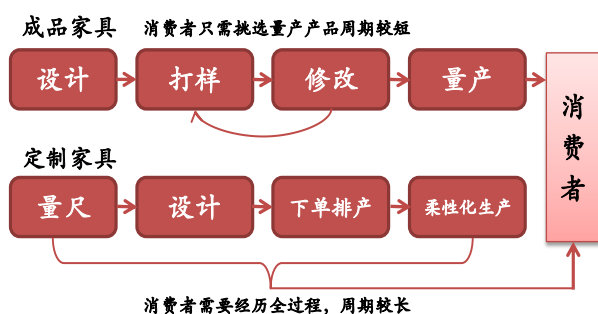 成品家具 消费者只需挑选量产产品周期较短
设计 打样 修改 量产
消费者
定制家具
量尺 设计 下单排产 柔性化生产
消费者需要经历全过程，周期较长